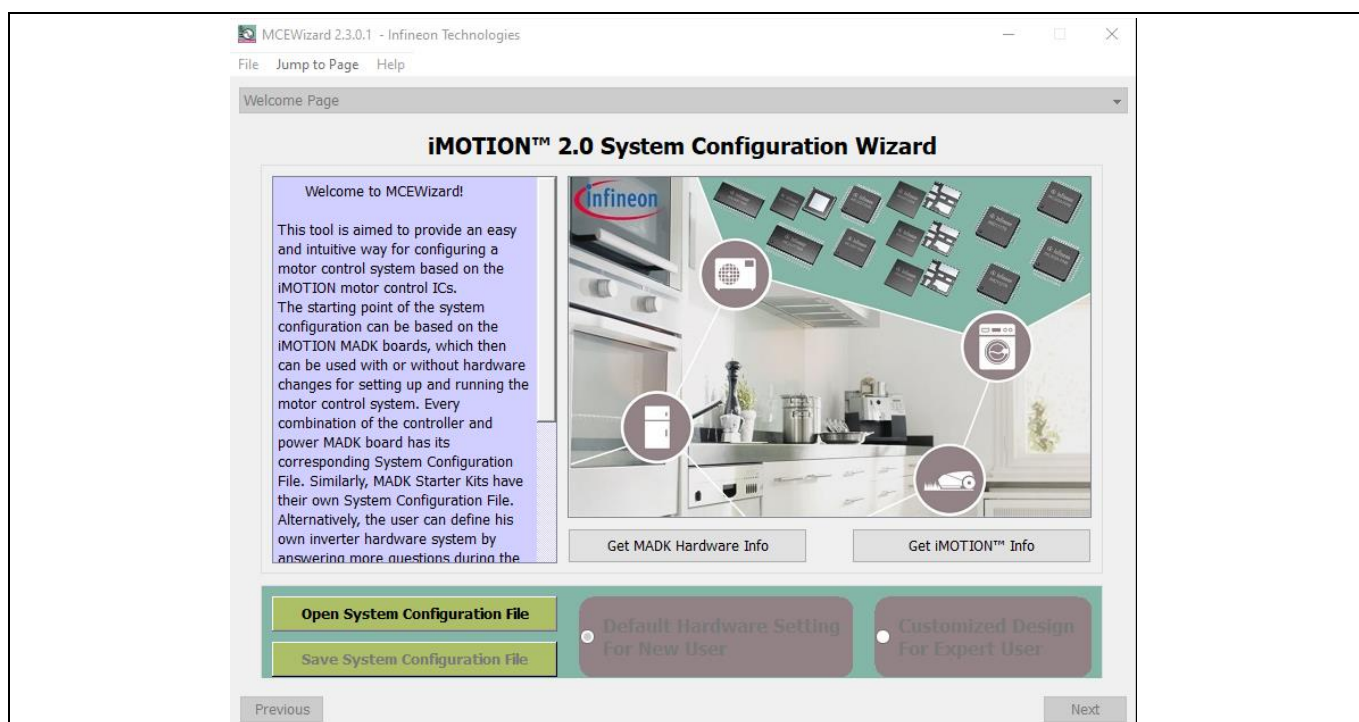 MCEWizard 2.3.0.1 - Infineon Technologies
File Jump to Page Help
Welcome Page
iMOTION™ 2.0 System Configuration Wizard
Welcome to MCEWizard!
This tool is aimed to provide an easy
and intuitive way for configuring a
motor control system based on the
iMOTION motor control ICs.
The starting point of the system
configuration can be based on the
iMOTION MADK boards, which then
can be used with or without hardware
changes for setting up and running the
motor control system. Every
combination of the controller and
power MADK board has its
corresponding System Configuration
File. Similarly, MADK Starter Kits have
their own System Configuration File.
Alternatively, the user can define his
own inverter hardware system by
answering more questions during the
infineon
Get MADK Hardware Info
Get iMOTION™ Info
Open System Configuration File
Save System Configuration File
Default Hardware Setting
For New User
Customized Design
For Expert User
Previous
Next